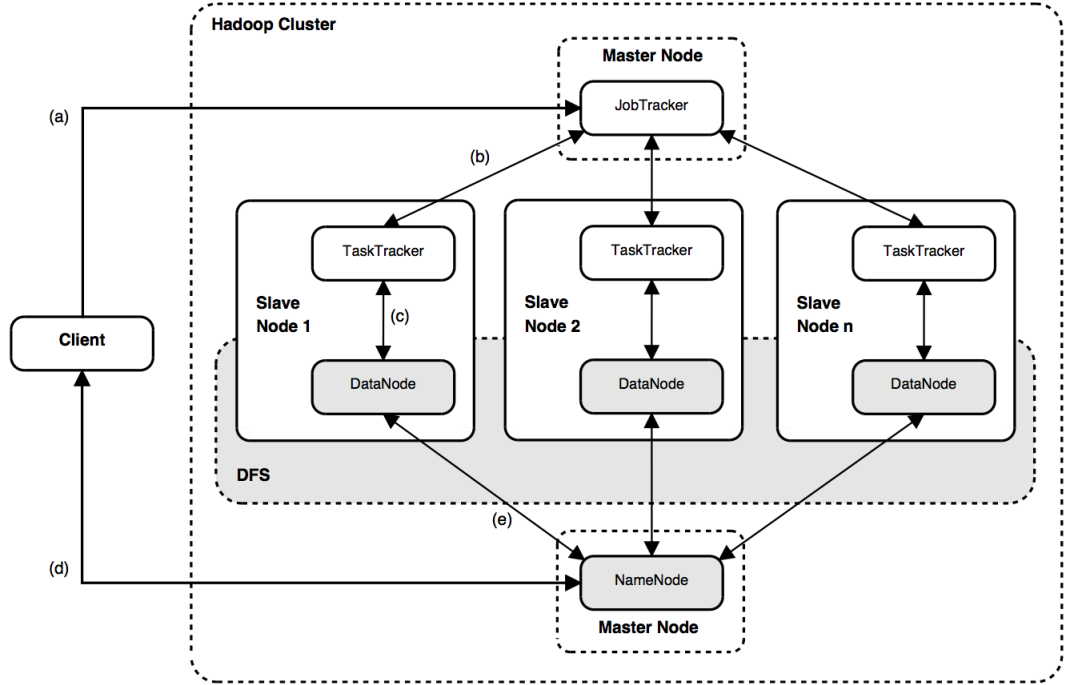 Hadoop Cluster
Master Node
JobTracker
(a)
(b)
TaskTracker
TaskTracker
TaskTracker
Slave
Node 1
(c)
Slave
Node 2
Slave
Node n
Client
DataNode
DataNode
DataNode
DFS
(e)
(d)
NameNode
Master Node